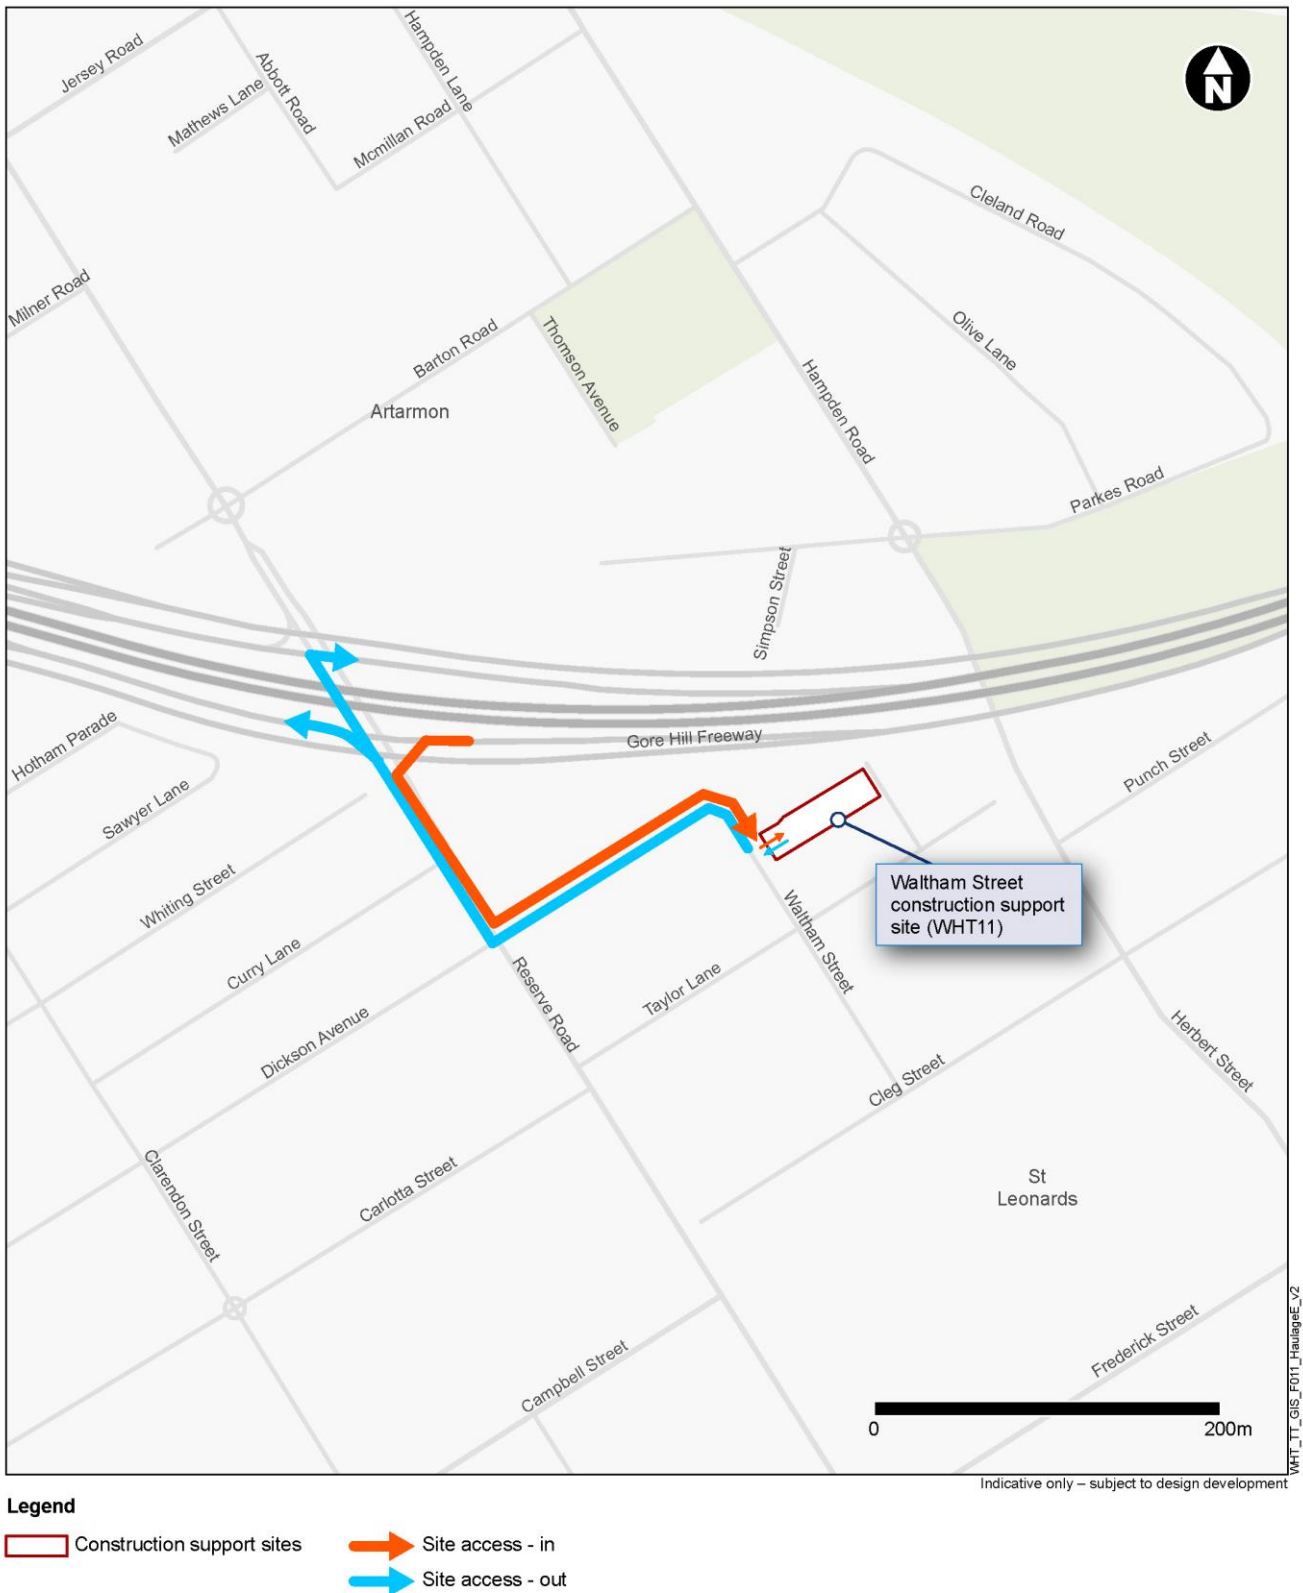 Jersey Road
Abbott Road
Hampden Lane
Mathews Lane
Mcmillan Road
N
Cleland Road
Milner Road
Barton Road
Thomson Avenue
Olive Lane
Hampden Road
Artarmon
Parkes Road
Simpson Street
Hotham Parade
Gore Hill Freeway
Punch Street
Sawyer Lane
Whiting Street
Waltham Street
construction support
site (WHT11)
Waltham Street
Curry Lane
Reserve Road
Taylor Lane
Dickson Avenue
Cleg Street
Herbert Street
Clarendon Street
Carlotta Street
St
Leonards
Campbell Street
Frederick Street
0
200m
WHT_TT_GIS_F011_HaulageE_v2
Indicative only – subject to design development
Legend
Construction support sites
Site access - in
Site access - out